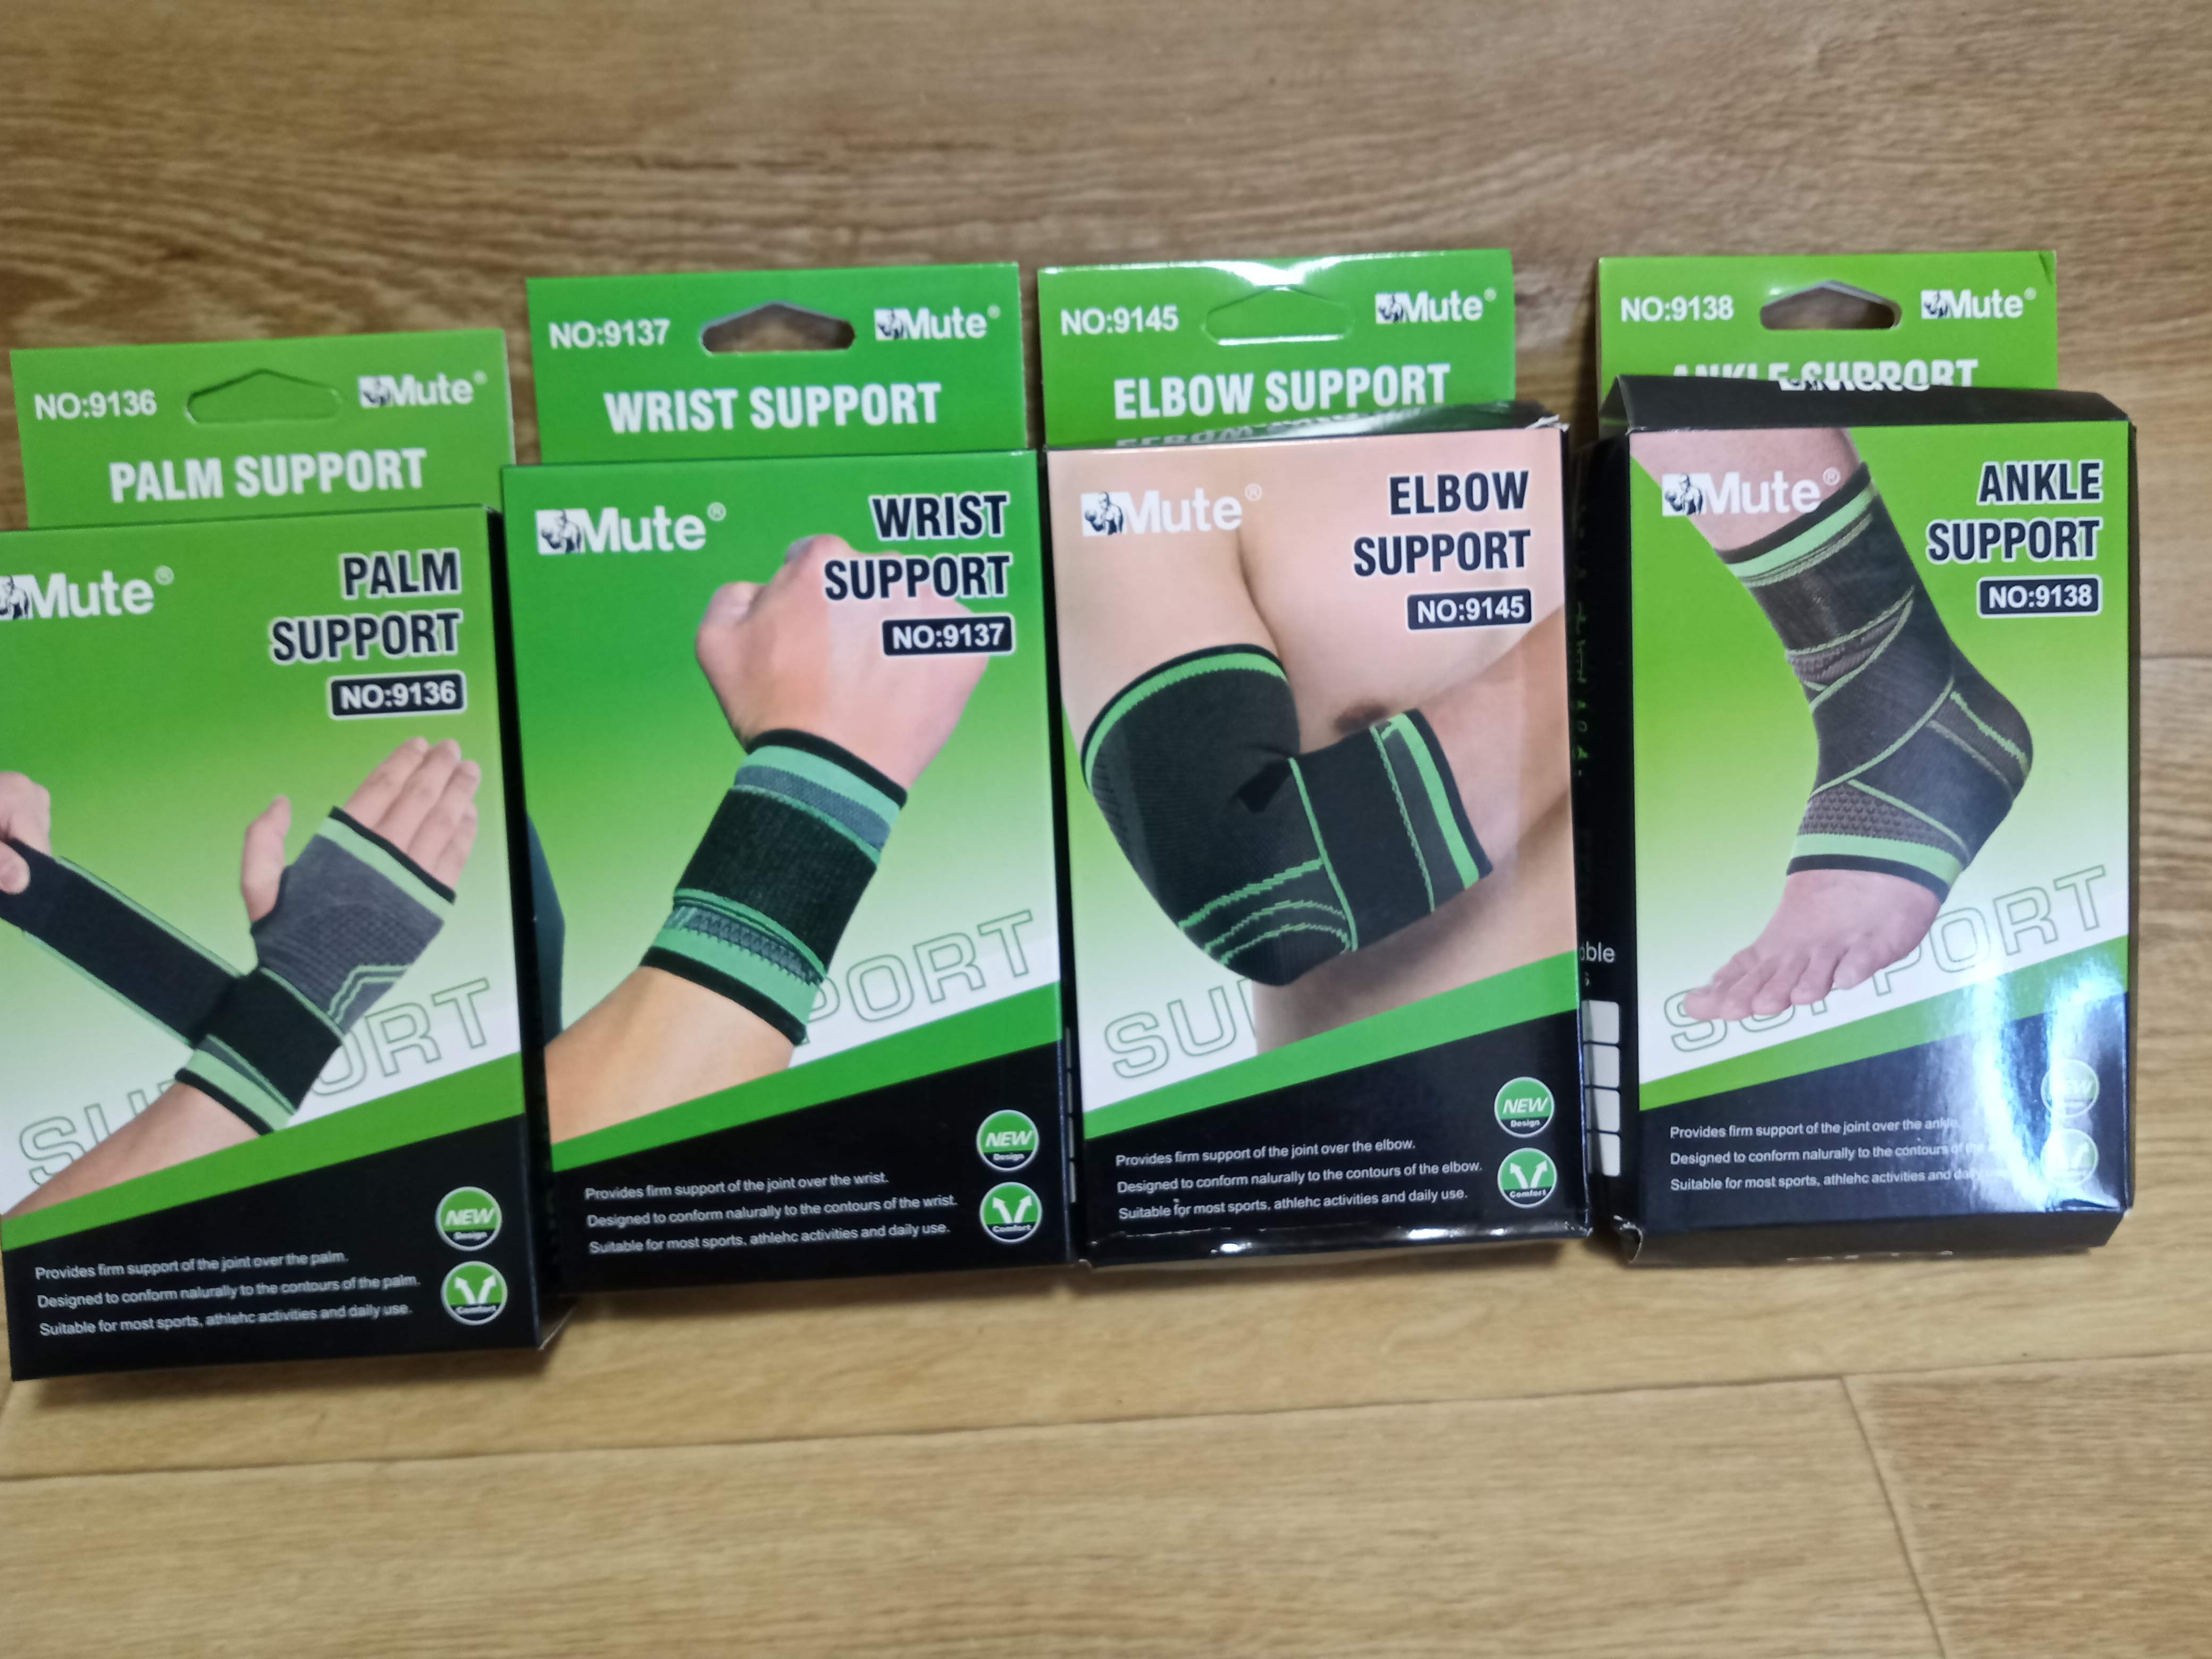 NO:9136
Mute®
PALM SUPPORT
Mute®
PALM
SUPPORT
NO:9136
Provides firm support of the joint over the palm.
Designed to conform nalurally to the contours of the palm.
Suitable for most sports, athlehc activities and daily use.
NEW
Design
Comfort
NO:9137
Mute®
WRIST SUPPORT
Mute®
WRIST
SUPPORT
NO:9137
Provides firm support of the joint over the wrist.
Designed to conform nalurally to the contours of the wrist.
Suitable for most sports, athlehc activities and daily use.
NEW
Design
Comfort
NO:9145
Mute®
ELBOW SUPPORT
Mute®
ELBOW
SUPPORT
NO:9145
Provides firm support of the joint over the elbow.
Designed to conform nalurally to the contours of the elbow.
Suitable for most sports, athlehc activities and daily use.
NEW
Design
Comfort
NO:9138
Mute®
ANKLE SUPPORT
Mute®
ANKLE
SUPPORT
NO:9138
SUPPORT
Provides firm support of the joint over the ankle
Designed to conform nalurally to the contours of
Suitable for most sports, athlehc activities and
NEW